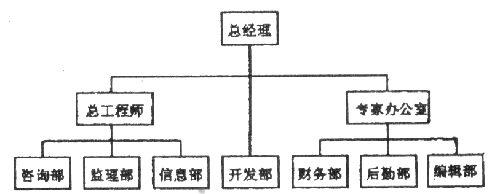 总经理
总工程师
专家办公室
咨询部
监理部
信息部
开发部
财务部
后勤部
编辑部